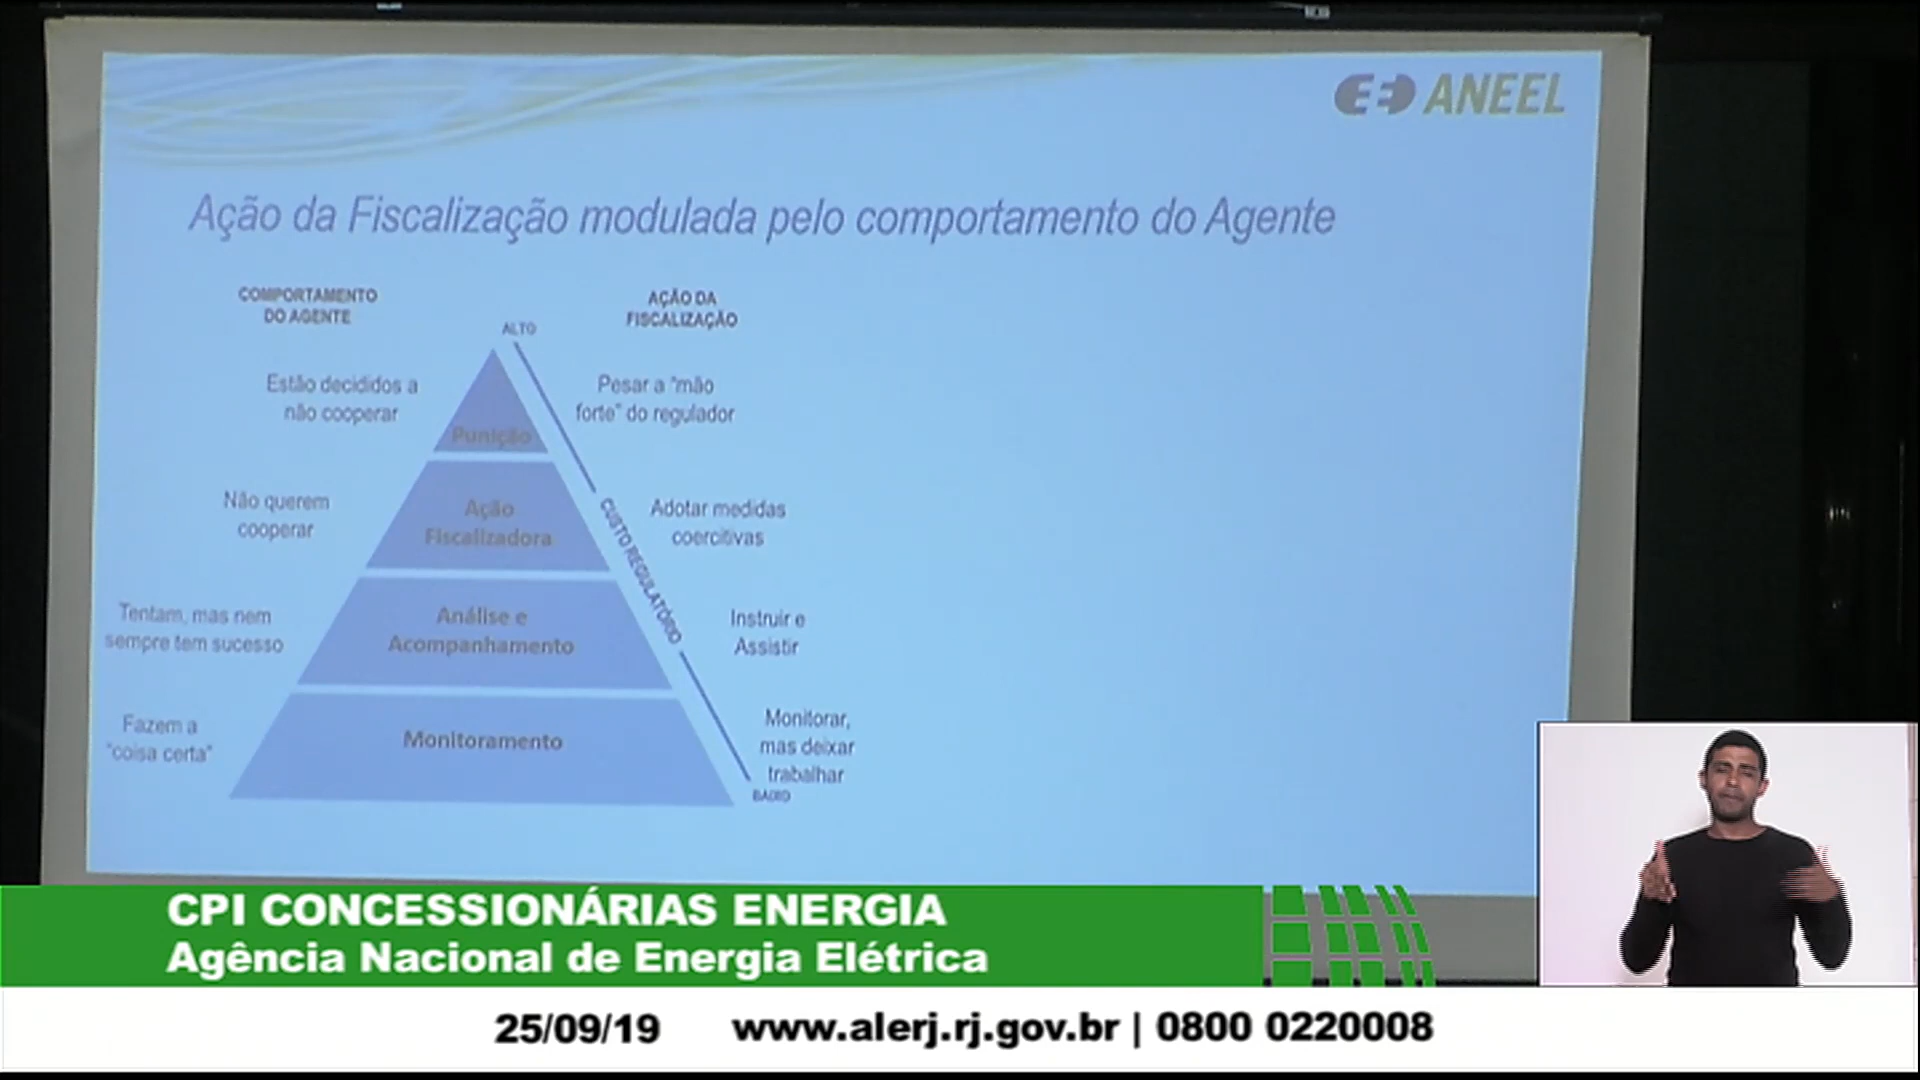 ANEEL
Ação da Fiscalização modulada pelo comportamento do Agente
COMPORTAMENTO
DO AGENTE
AÇÃO DA
FISCALIZAÇÃO
ALTO
Estão decididos a
não cooperar
Punição
Pesar a "mão
forte" do regulador
Não querem
cooperar
Ação
Fiscalizadora
Adotar medidas
coercitivas
CUSTO REGULATÓRIO
Tentam, mas nem
sempre tem sucesso
Análise e
Acompanhamento
Instruir e
Assistir
Fazem a
"coisa certa"
Monitoramento
Monitorar,
mas deixar
trabalhar
BAIXO
CPI CONCESSIONÁRIAS ENERGIA
Agência Nacional de Energia Elétrica
25/09/19 www.alerj.rj.gov.br | 0800 0220008